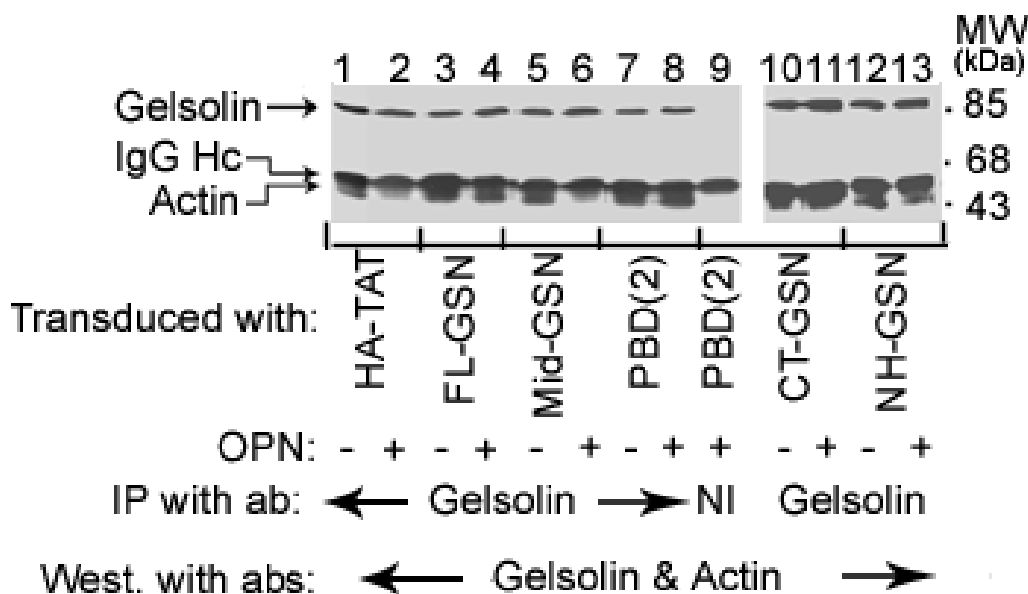 MW
(kDa)
1 2 3 4 5 6 7 8 9 10 11 12 13
Gelsolin
85
IgG Hc
68
Actin
43
Transduced with:
HA-TAT
FL-GSN
Mid-GSN
PBD(2)
PBD(2)
CT-GSN
NH-GSN
OPN: - + - + - + - + + - + - +
IP with ab: Gelsolin NI Gelsolin
West. with abs: Gelsolin & Actin